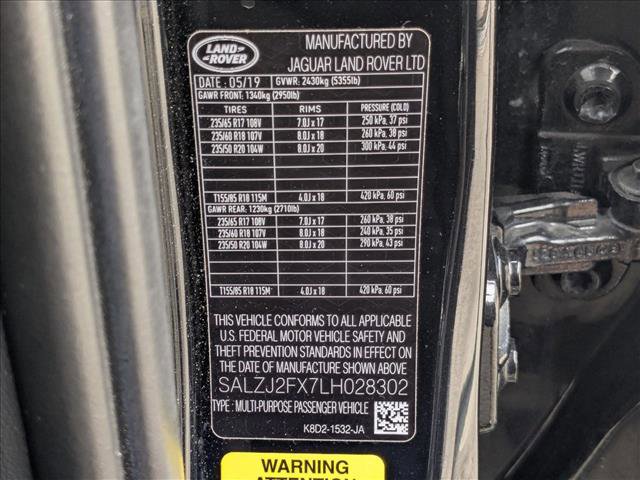 LAND-
ROVER
MANUFACTURED BY
JAGUAR LAND ROVER LTD
DATE : 05/19 GVWR: 2430kg (5355lb)
GAWR FRONT: 1340kg (2950lb)
TIRES RIMS PRESSURE (COLD)
235/65 R17 108V 7.0J x 17 250 kPa, 37 psi
235/60 R18 107V 8.0J x 18 260 kPa, 38 psi
235/50 R20 104W 8.0J x 20 300 kPa, 44 psi
T155/85 R18 115M 4.0J x 18 420 kPa, 60 psi
GAWR REAR: 1230kg (2710lb)
235/65 R17 108V 7.0J x 17 260 kPa, 38 psi
235/60 R18 107V 8.0J x 18 240 kPa, 35 psi
235/50 R20 104W 8.0J x 20 290 kPa, 43 psi
T155/85 R18 115M 4.0J x 18 420 kPa, 60 psi
THIS VEHICLE CONFORMS TO ALL APPLICABLE
U.S. FEDERAL MOTOR VEHICLE SAFETY AND
THEFT PREVENTION STANDARDS IN EFFECT ON
THE DATE OF MANUFACTURE SHOWN ABOVE
SALZJ2FX7LH028302
TYPE : MULTI-PURPOSE PASSENGER VEHICLE
K8D2-1532-JA
WARNING
ATTENTION